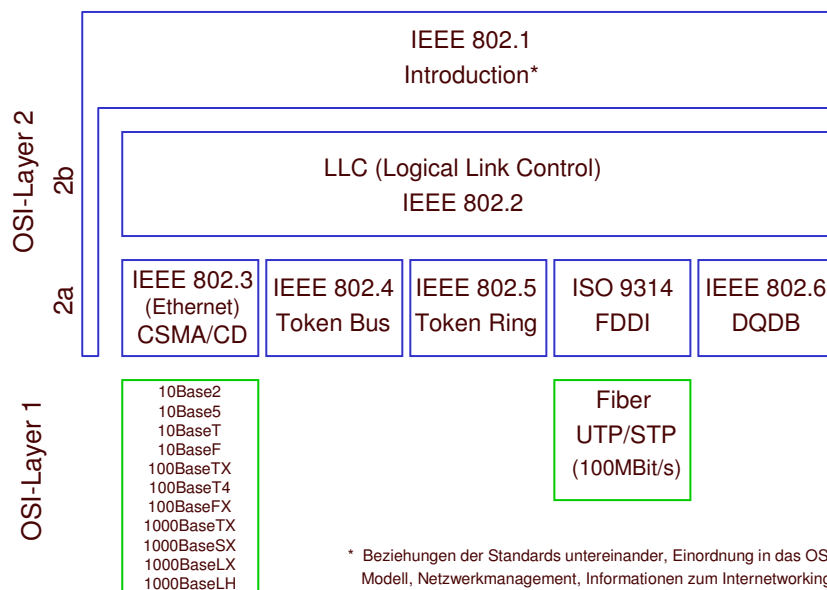 IEEE 802.1
Introduction*
OSI-Layer 2
2b
LLC (Logical Link Control)
IEEE 802.2
2a
IEEE 802.3
(Ethernet)
CSMA/CD
IEEE 802.4
Token Bus
IEEE 802.5
Token Ring
ISO 9314
FDDI
IEEE 802.6
DQDB
OSI-Layer 1
10Base2
10Base5
10BaseT
10BaseF
100BaseTX
100BaseT4
100BaseFX
1000BaseTX
1000BaseSX
1000BaseLX
1000BaseLH
Fiber
UTP/STP
(100MBit/s)
* Beziehungen der Standards untereinander, Einordnung in das OS
Modell, Netzwerkmanagement, Informationen zum Internetworking